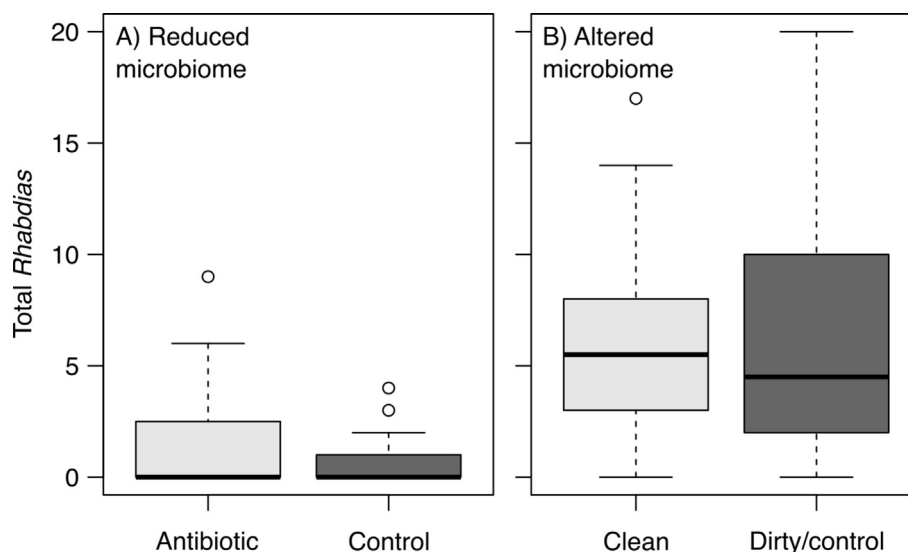 A) Reduced
microbiome
B) Altered
microbiome
Total Rhabdias
20
15
10
5
0
Antibiotic
Control
Clean
Dirty/control